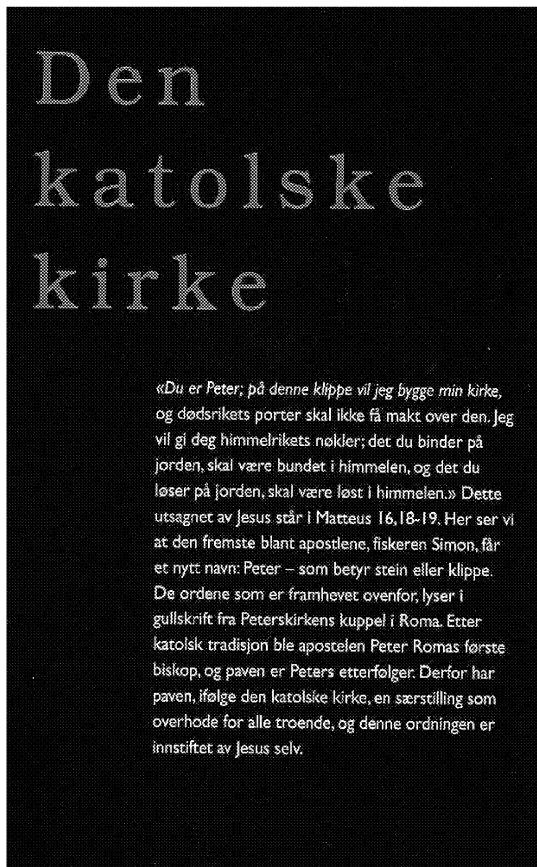 Den
katolske
kirke
«Du er Peter; på denne klippe vil jeg bygge min kirke,
og dødsrikets porter skal ikke få makt over den. Jeg
vil gi deg himmelrikets nøkler; det du binder på
jorden, skal være bundet i himmelen, og det du
løser på jorden, skal være løst i himmelen.» Dette
utsagnet av Jesus står i Matteus 16,18-19. Her ser vi
at den fremste blant apostlene, fiskeren Simon, får
et nytt navn: Peter – som betyr stein eller klippe.
De ordene som er framhevet ovenfor, lyser i
gullskrift fra Peterskirkens kuppel i Roma. Etter
katolsk tradisjon ble apostelen Peter Romas første
biskop, og paven er Peters etterfølger. Derfor har
paven, ifølge den katolske kirke, en særstilling som
overhode for alle troende, og denne ordningen er
innstiftet av Jesus selv.